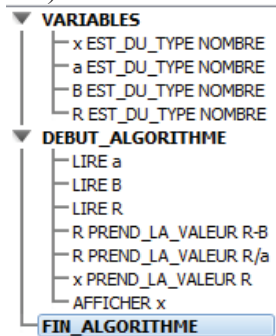 VARIABLES
x EST_DU_TYPE NOMBRE
a EST_DU_TYPE NOMBRE
B EST_DU_TYPE NOMBRE
R EST_DU_TYPE NOMBRE
DEBUT_ALGORITHME
LIRE a
LIRE B
LIRE R
R PREND_LA_VALEUR R-B
R PREND_LA_VALEUR R/a
x PREND_LA_VALEUR R
AFFICHER x
FIN_ALGORITHME